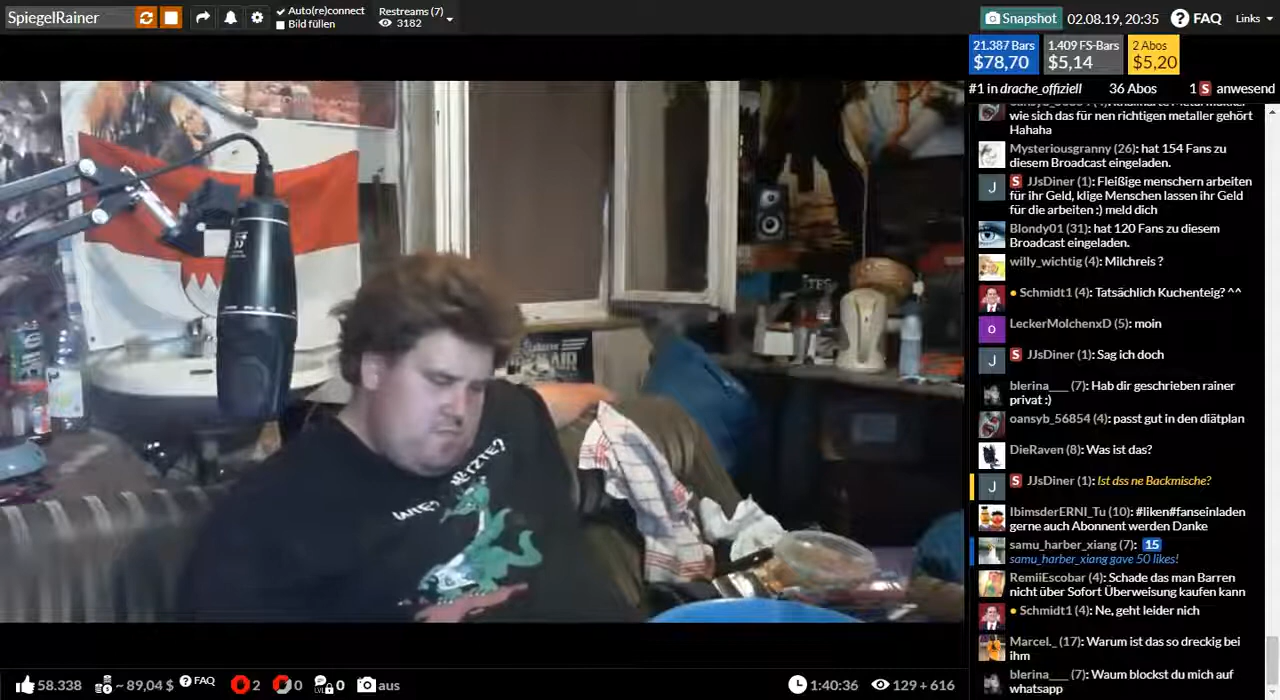 SpiegelRainer
Auto(re)connect
Bild füllen
Restreams (7)
3182
Snapshot
02.08.19, 20:35
FAQ
Links
21.387 Bars
$78,70
1.409 FS-Bars
$5,14
2 Abos
$5,20
#1 in drache_offiziell
36 Abos
1 S anwesend
wie sich das für nen richtigen metaller gehört
Hahaha
Mysteriousgranny (26): hat 154 Fans zu
diesem Broadcast eingeladen.
J S JJsDiner (1): Fleißige menschern arbeiten
für ihr Geld, klige Menschen lassen ihr Geld
für die arbeiten :) meld dich
Blondy01 (31): hat 120 Fans zu diesem
Broadcast eingeladen.
willy_wichtig (4): Milchreis ?
Schmidt1 (4): Tatsächlich Kuchenteig? ^^
o LeckerMolchenxD (5): moin
J S JJsDiner (1): Sag ich doch
blerina___ (7): Hab dir geschrieben rainer
privat :)
oansyb_56854 (4): passt gut in den diätplan
DieRaven (8): Was ist das?
J S JJsDiner (1): Ist dss ne Backmische?
IbimsderERNI_Tu (10): #liken#fanseinladen
gerne auch Abonnent werden Danke
samu_harber_xiang (7): 15
samu_harber_xiang gave 50 likes!
RemiiEscobar (4): Schade das man Barren
nicht über Sofort Überweisung kaufen kann
Schmidt1 (4): Ne, geht leider nich
Marcel._ (17): Warum ist das so dreckig bei
ihm
blerina___ (7): Waum blockst du mich auf
whatsapp
WIE? JETZTE?
58.338
~ 89,04 $
FAQ
2
0
LVL
0
aus
1:40:36
129 + 616